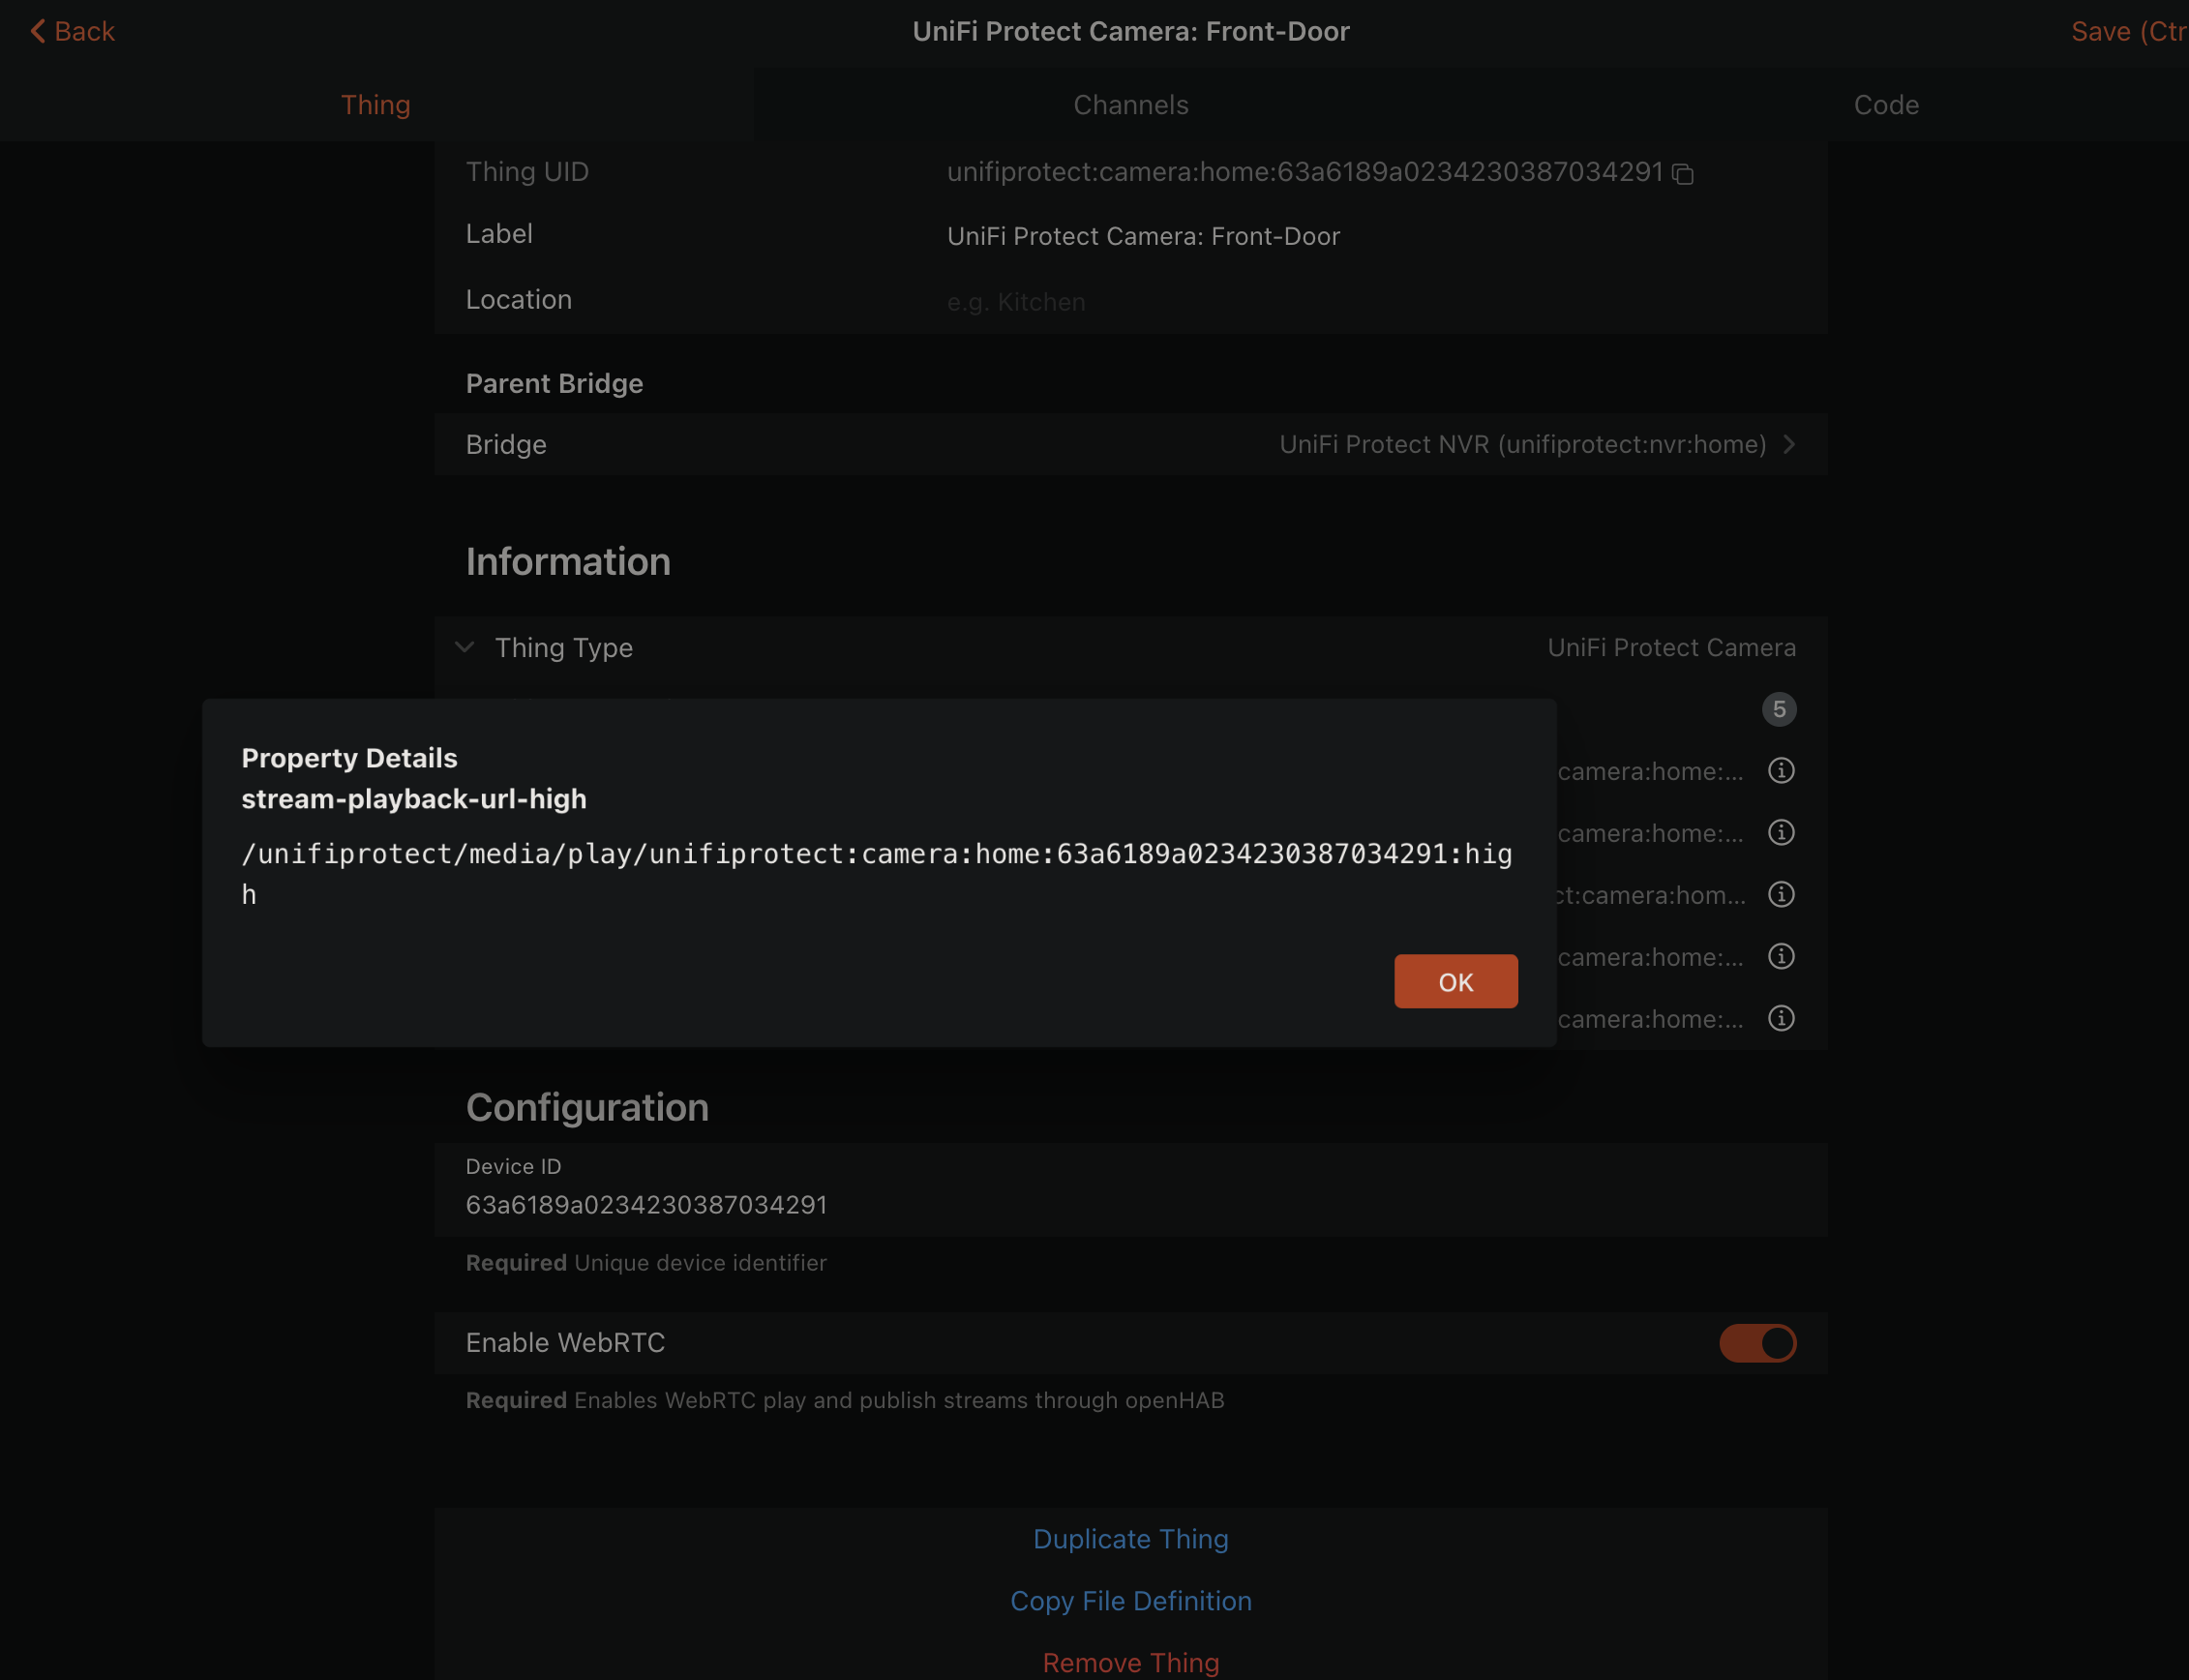 Back
UniFi Protect Camera: Front-Door
Save (Ctr
Thing
Channels
Code
Thing UID
unifiprotect:camera:home:63a6189a0234230387034291
Label
UniFi Protect Camera: Front-Door
Location
e.g. Kitchen
Parent Bridge
Bridge
UniFi Protect NVR (unifiprotect:nvr:home)
Information
Thing Type
UniFi Protect Camera
5
Property Details
stream-playback-url-high
/unifiprotect/media/play/unifiprotect:camera:home:63a6189a0234230387034291:hig
h
OK
camera:home:...
camera:home:...
ct:camera:hom...
camera:home:...
camera:home:...
Configuration
Device ID
63a6189a0234230387034291
Required Unique device identifier
Enable WebRTC
Required Enables WebRTC play and publish streams through openHAB
Duplicate Thing
Copy File Definition
Remove Thing